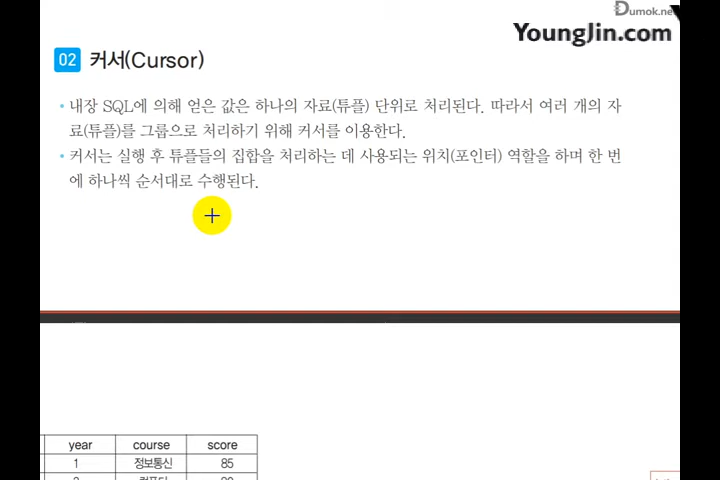 Dumok.ne
YoungJin.com
02 커서(Cursor)
• 내장 SQL에 의해 얻은 값은 하나의 자료(튜플) 단위로 처리된다. 따라서 여러 개의 자
료(튜플)를 그룹으로 처리하기 위해 커서를 이용한다.
• 커서는 실행 후 튜플들의 집합을 처리하는 데 사용되는 위치(포인터) 역할을 하며 한 번
에 하나씩 순서대로 수행된다.
year course score
1 정보통신 85